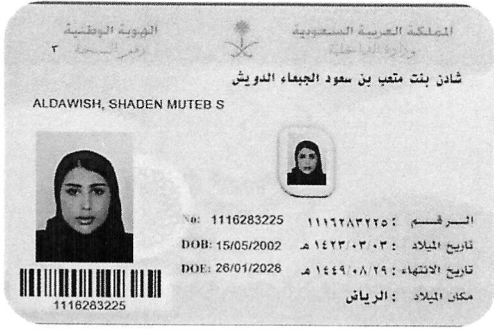 المملكة العربية السعودية
وزارة الداخلية
الهوية الوطنية
رقم النسخة ٣
شادن بنت متعب بن سعود الجبعاء الدويش
ALDAWISH, SHADEN MUTEB S
No: 1116283225 الرقم : ١١١٦٢٨٣٢٢٥
DOB: 15/05/2002 تاريخ الميلاد : ١٤٢٣/٠٣/٠٣ هـ
DOE: 26/01/2028 تاريخ الانتهاء : ١٤٤٩/٠٨/٢٩ هـ
مكان الميلاد : الرياض
1116283225